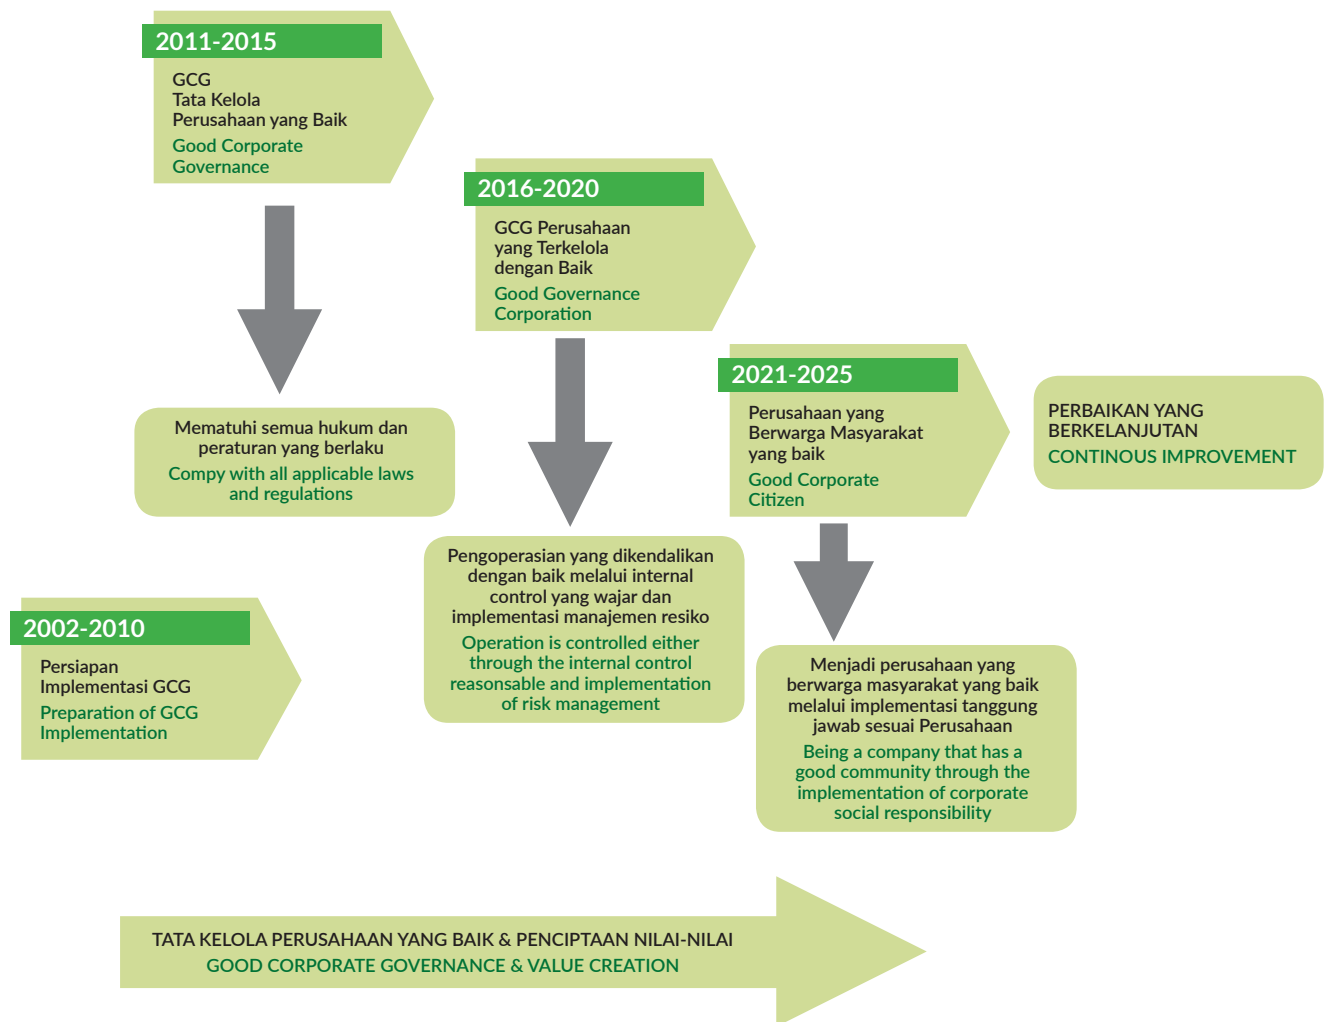 2011-2015
GCG
Tata Kelola
Perusahaan yang Baik
Good Corporate
Governance
2016-2020
GCG Perusahaan
yang Terkelola
dengan Baik
Good Governance
Corporation
2021-2025
Perusahaan yang
Berwarga Masyarakat
yang baik
Good Corporate
Citizen
PERBAIKAN YANG
BERKELANJUTAN
CONTINOUS IMPROVEMENT
Mematuhi semua hukum dan
peraturan yang berlaku
Compy with all applicable laws
and regulations
Pengoperasian yang dikendalikan
dengan baik melalui internal
control yang wajar dan
implementasi manajemen resiko
Operation is controlled either
through the internal control
reasonable and implementation
of risk management
2002-2010
Persiapan
Implementasi GCG
Preparation of GCG
Implementation
Menjadi perusahaan yang
berwarga masyarakat yang baik
melalui implementasi tanggung
jawab sesuai Perusahaan
Being a company that has a
good community through the
implementation of corporate
social responsibility
TATA KELOLA PERUSAHAAN YANG BAIK & PENCIPTAAN NILAI-NILAI
GOOD CORPORATE GOVERNANCE & VALUE CREATION